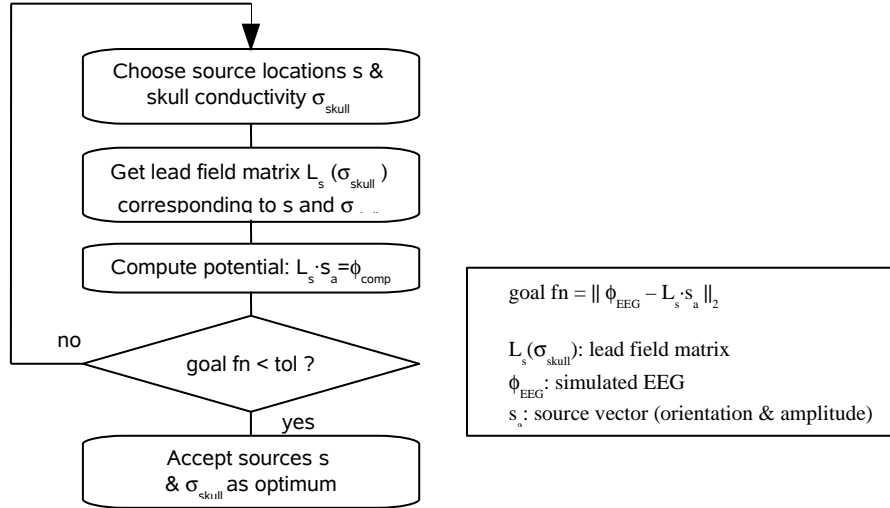 Choose source locations s &
skull conductivity σskull
Get lead field matrix Ls (σskull)
corresponding to s and σ
Compute potential: Ls·sa=ϕcomp
no
goal fn < tol ?
yes
Accept sources s
& σskull as optimum
goal fn = || ϕEEG – Ls·sa ||2
Ls(σskull): lead field matrix
ϕEEG: simulated EEG
sa: source vector (orientation & amplitude)